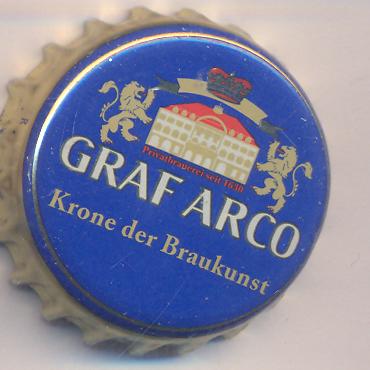 Privatbrauerei seit 1630
GRAF ARCO
Krone der Braukunst